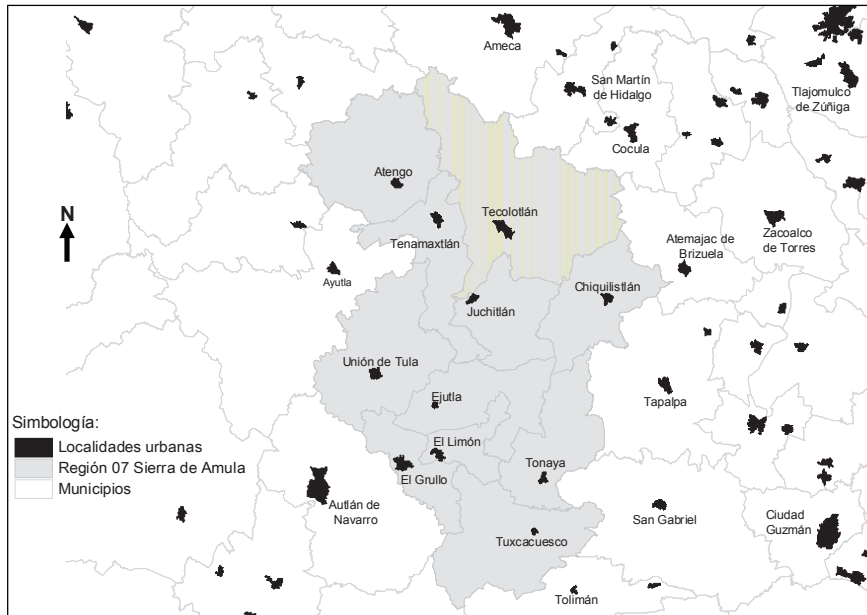 Ameca
San Martín
de Hidalgo
Tlajomulco
de Zúñiga
Cocula
Atengo
N
Tecolotlán
Tenamaxtlán
Zacoalco
de Torres
Atemajac de
Brizuela
Ayutla
Chiquilistlán
Juchitlán
Unión de Tula
Tapalpa
Ejutla
Simbología:
Localidades urbanas
Región 07 Sierra de Amula
Municipios
El Limón
El Grullo
Tonaya
Autlán de
Navarro
San Gabriel
Ciudad
Guzmán
Tuxcacuesco
Tolimán